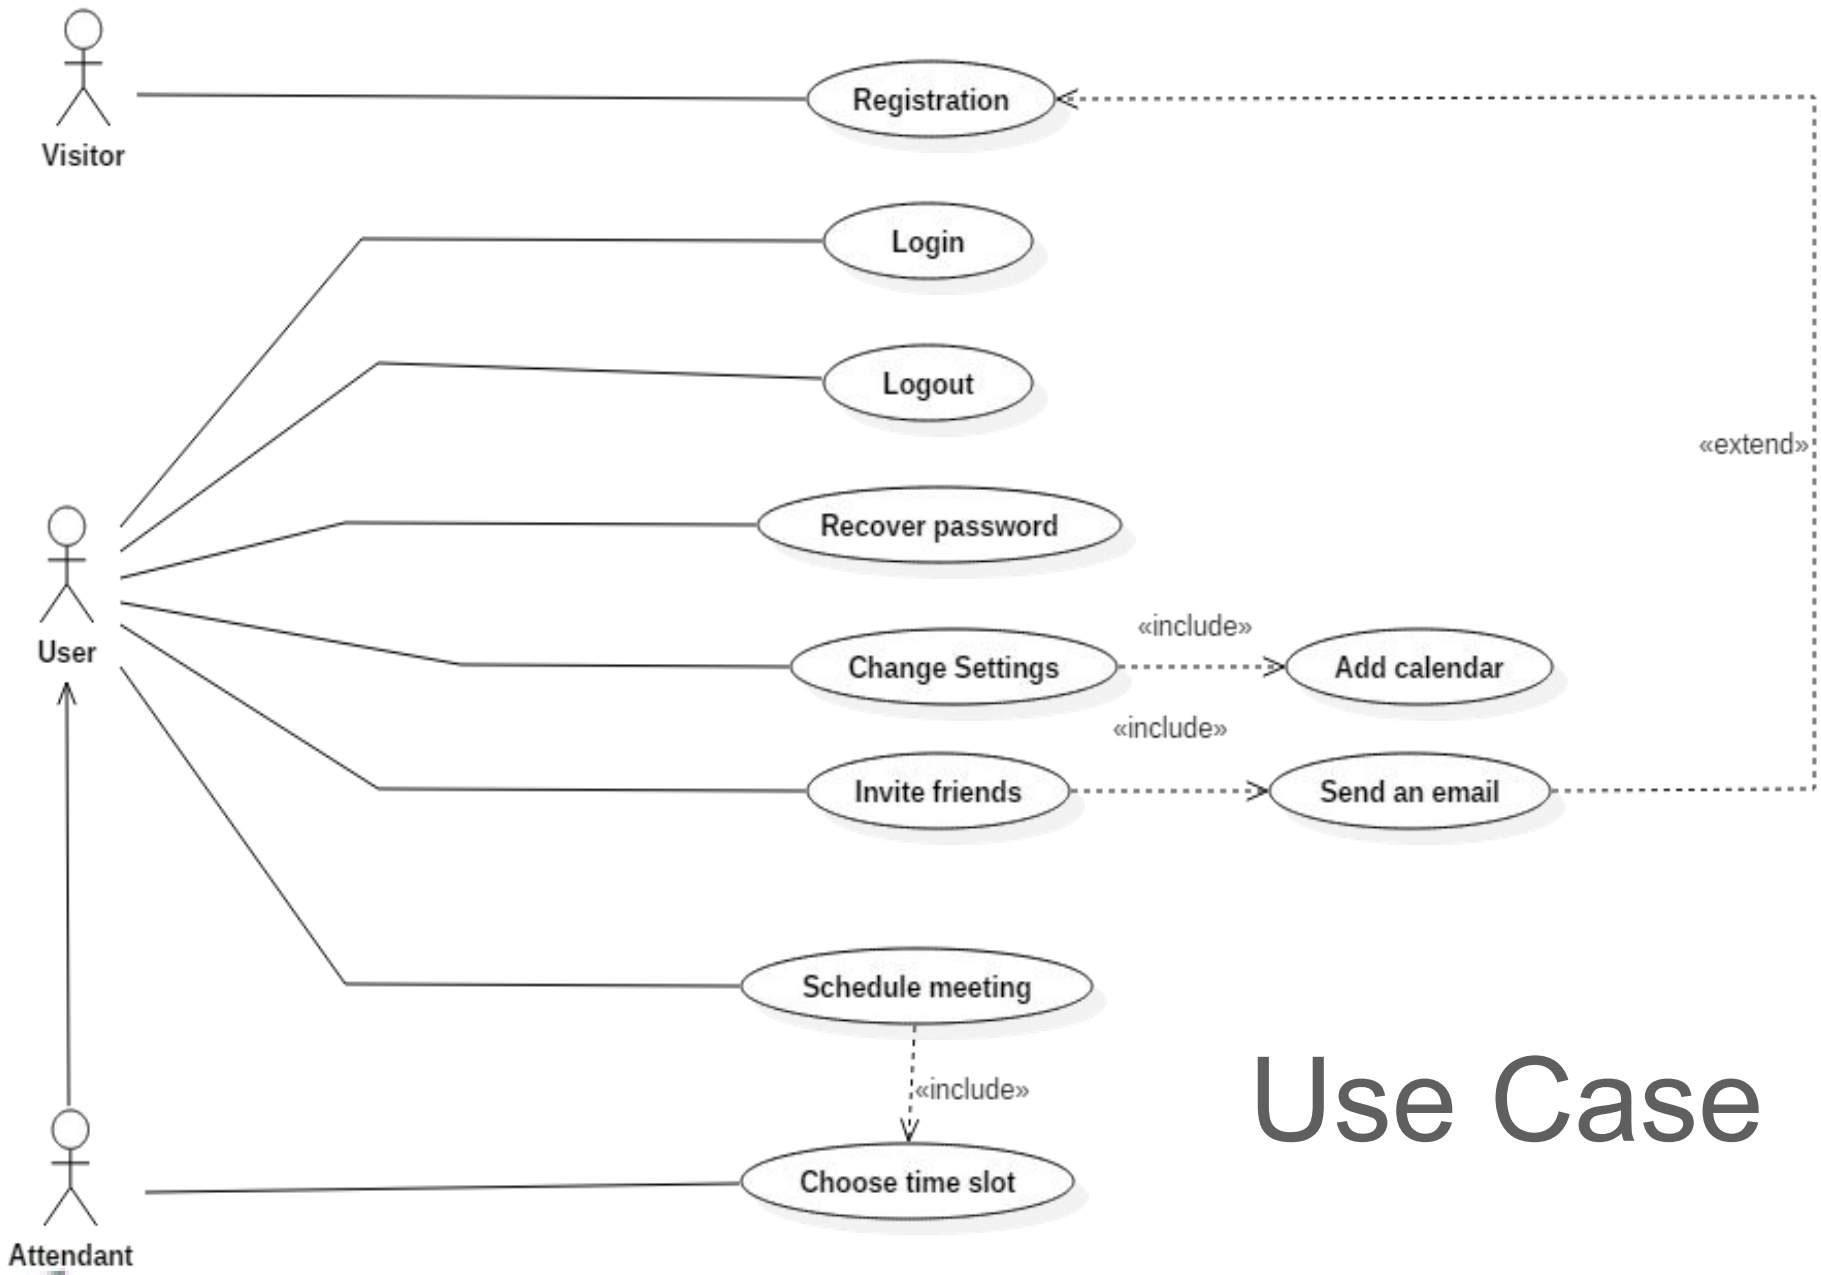 Registration
Visitor
Login
Logout
«extend»
Recover password
«include»
User
Change Settings
Add calendar
«include»
Invite friends
Send an email
Schedule meeting
«include»
Use Case
Choose time slot
Attendant